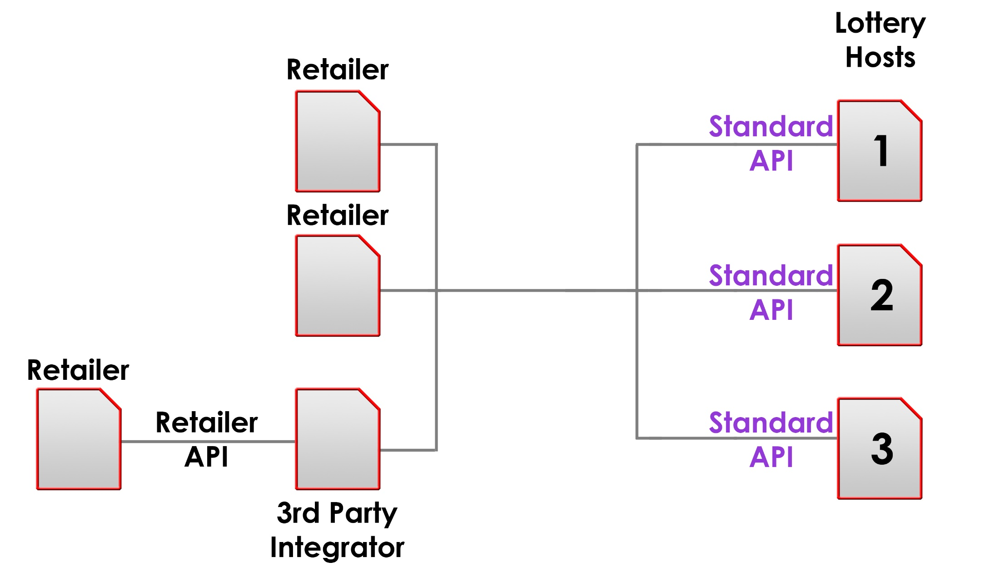 Lottery
Hosts
Retailer
Standard
API
1
Retailer
Standard
API
2
Retailer
Retailer
API
Standard
API
3
3rd Party
Integrator